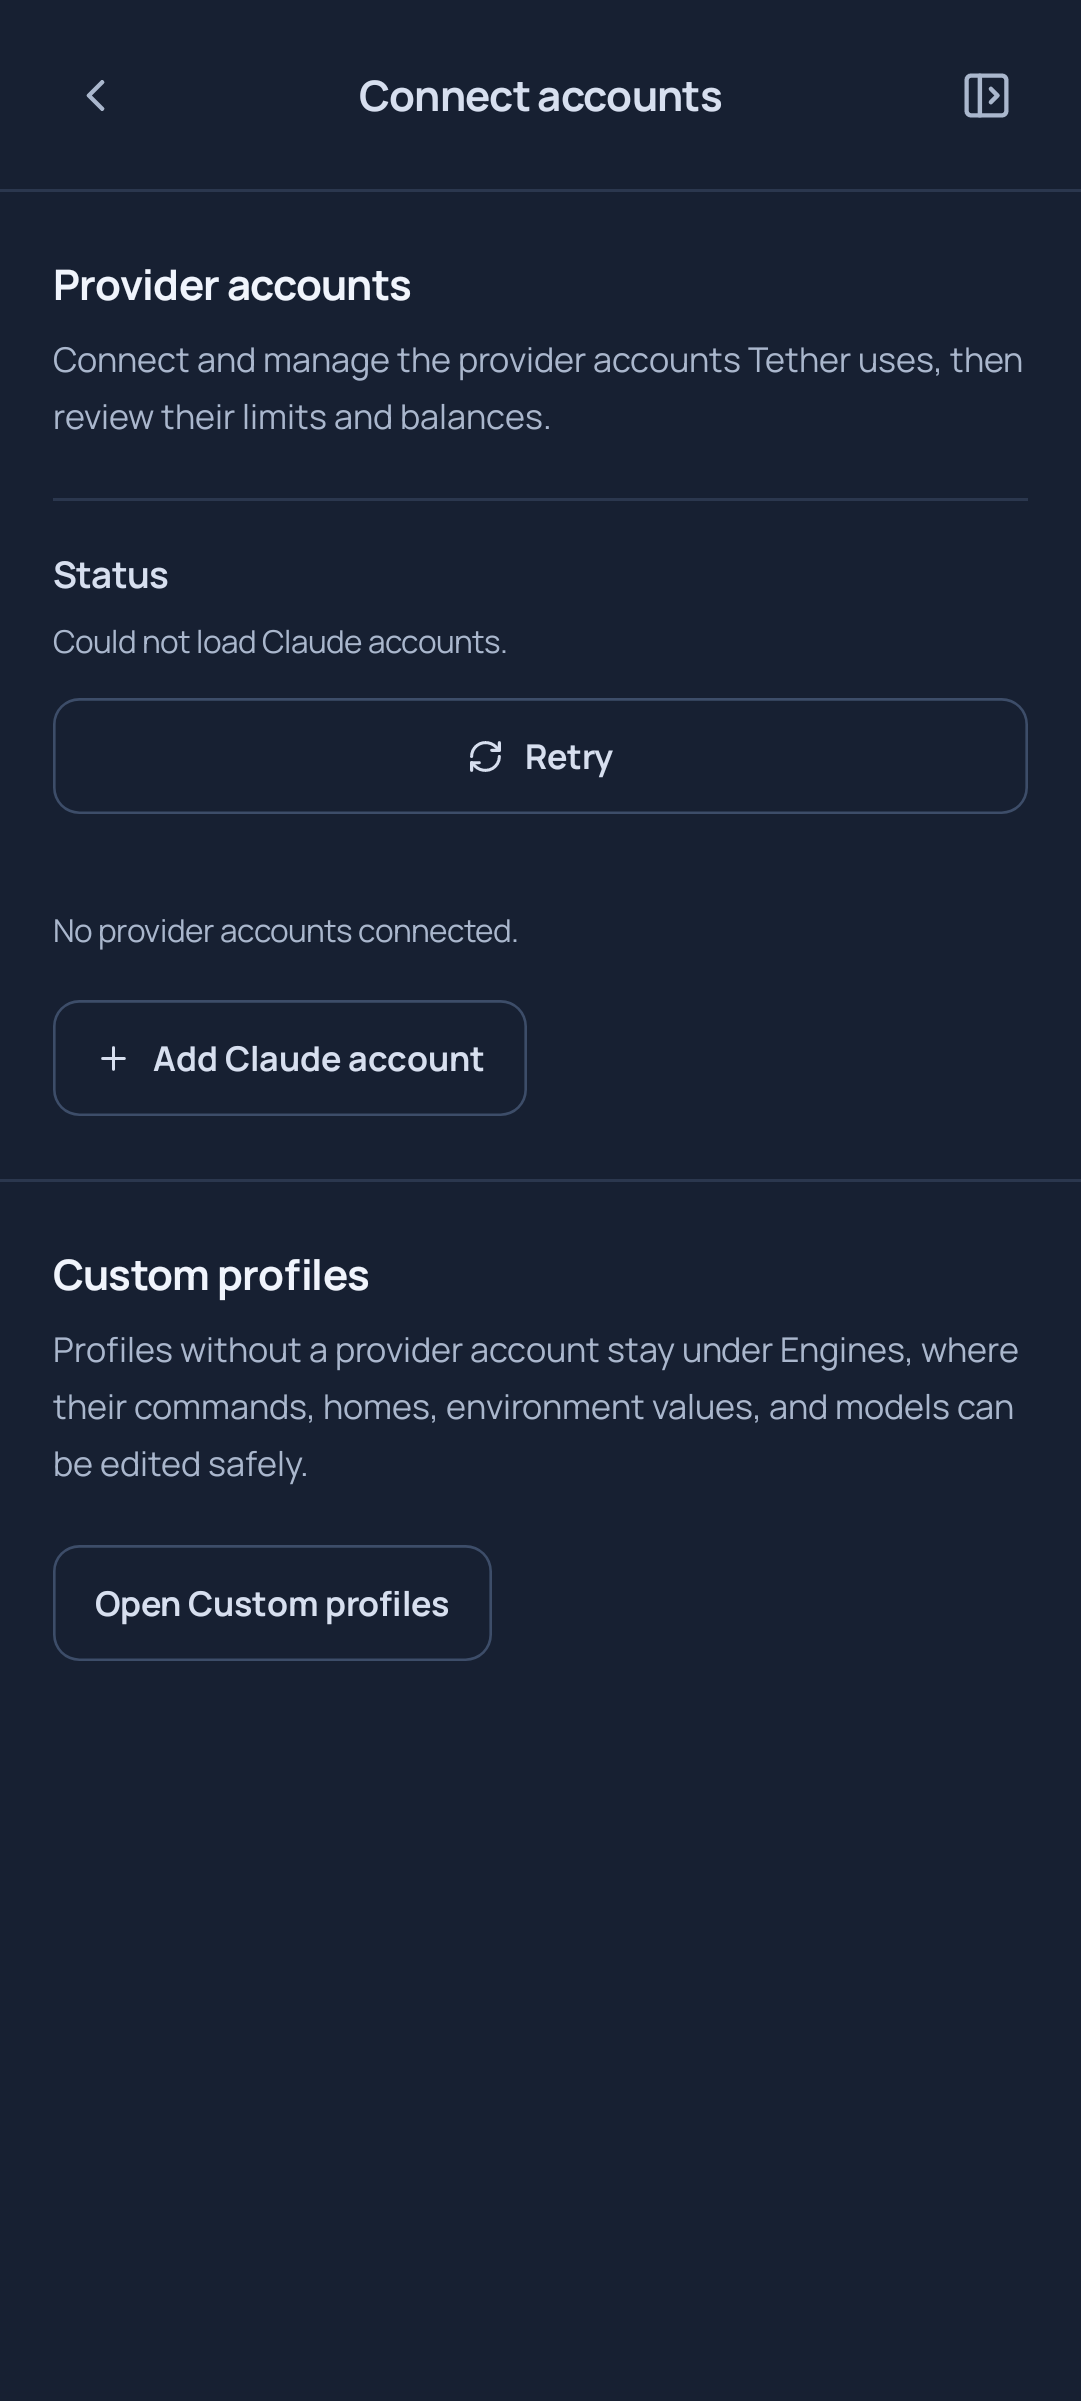 Connect accounts
Provider accounts
Connect and manage the provider accounts Tether uses, then
review their limits and balances.
Status
Could not load Claude accounts.
Retry
No provider accounts connected.
Add Claude account
Custom profiles
Profiles without a provider account stay under Engines, where
their commands, homes, environment values, and models can
be edited safely.
Open Custom profiles